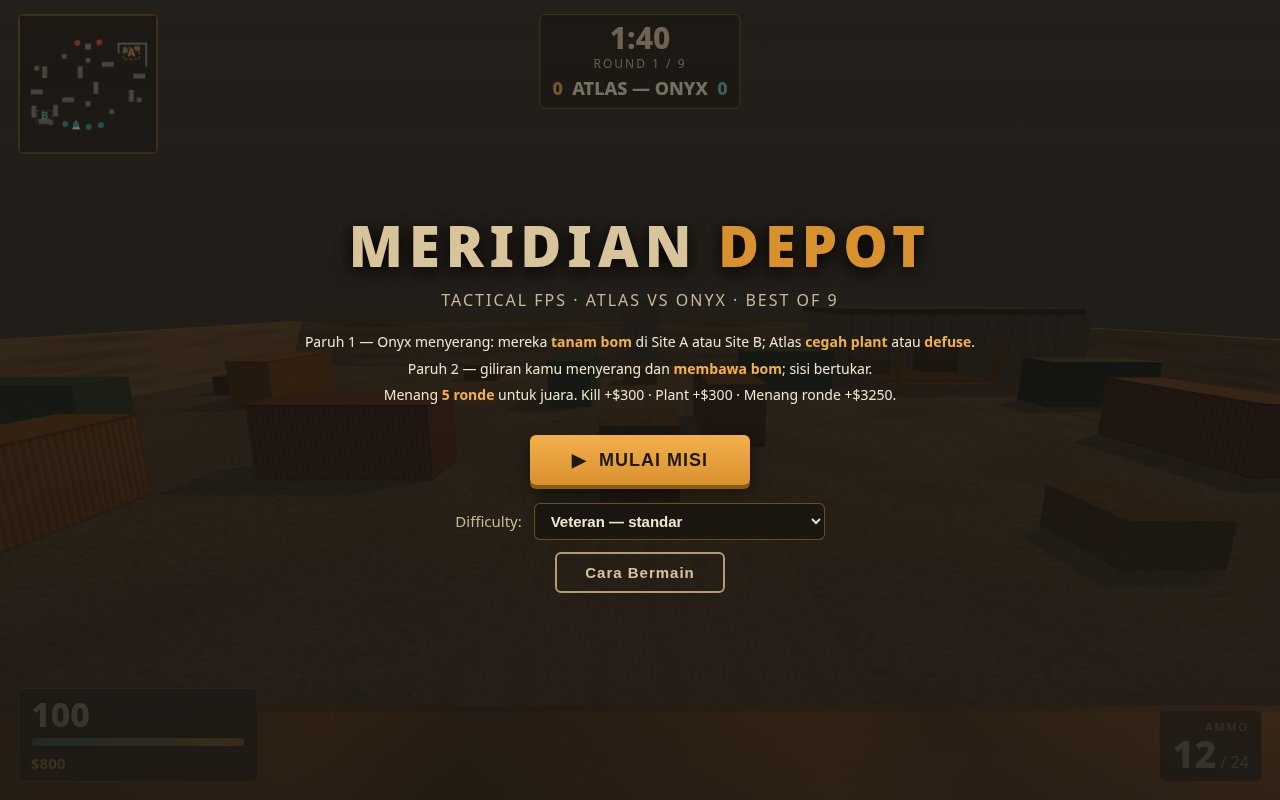 A
B
1:40
ROUND 1 / 9
0 ATLAS — ONYX 0
MERIDIAN DEPOT
TACTICAL FPS · ATLAS VS ONYX · BEST OF 9
Paruh 1 — Onyx menyerang: mereka tanam bom di Site A atau Site B; Atlas cegah plant atau defuse.
Paruh 2 — giliran kamu menyerang dan membawa bom; sisi bertukar.
Menang 5 ronde untuk juara. Kill +$300 · Plant +$300 · Menang ronde +$3250.
▶ MULAI MISI
Difficulty: Veteran — standar
Cara Bermain
100
$800
AMMO
12 / 24